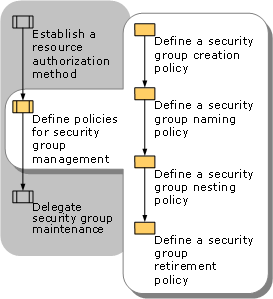 Establish a
resource
authorization
method
Define policies
for security
group
management
Delegate
security group
maintenance
Define a security
group creation
policy
Define a security
group naming
policy
Define a security
group nesting
policy
Define a security
group
retirement
policy